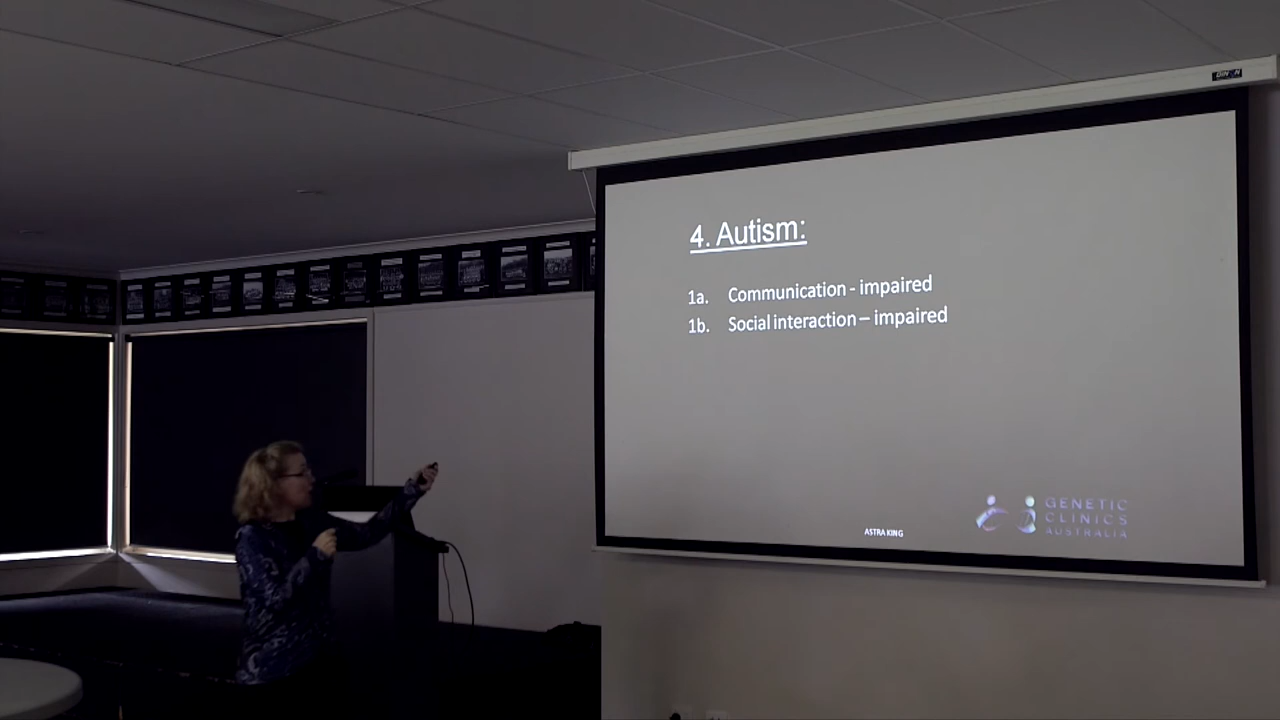 4. Autism:
1a. Communication - impaired
1b. Social interaction – impaired
ASTRA KING
GENETIC
CLINICS
AUSTRALIA